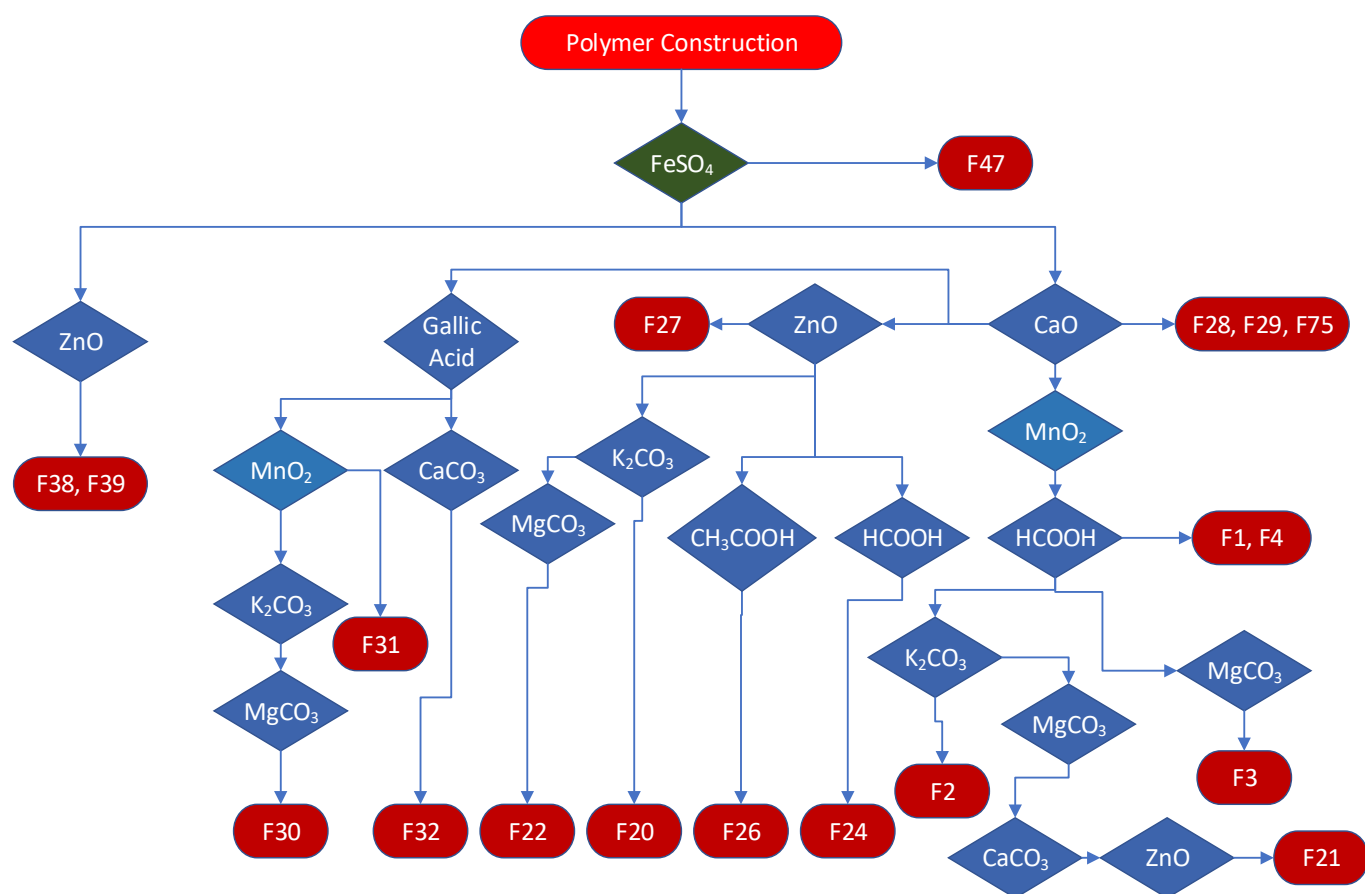 Polymer Construction
FeSO₄
F47
ZnO
Gallic
Acid
F27
ZnO
CaO
F28, F29, F75
F38, F39
MnO₂
CaCO₃
K₂CO₃
MnO₂
MgCO₃
CH₃COOH
HCOOH
HCOOH
F1, F4
K₂CO₃
F31
K₂CO₃
MgCO₃
MgCO₃
MgCO₃
F30
F32
F22
F20
F26
F24
F2
F3
CaCO₃
ZnO
F21